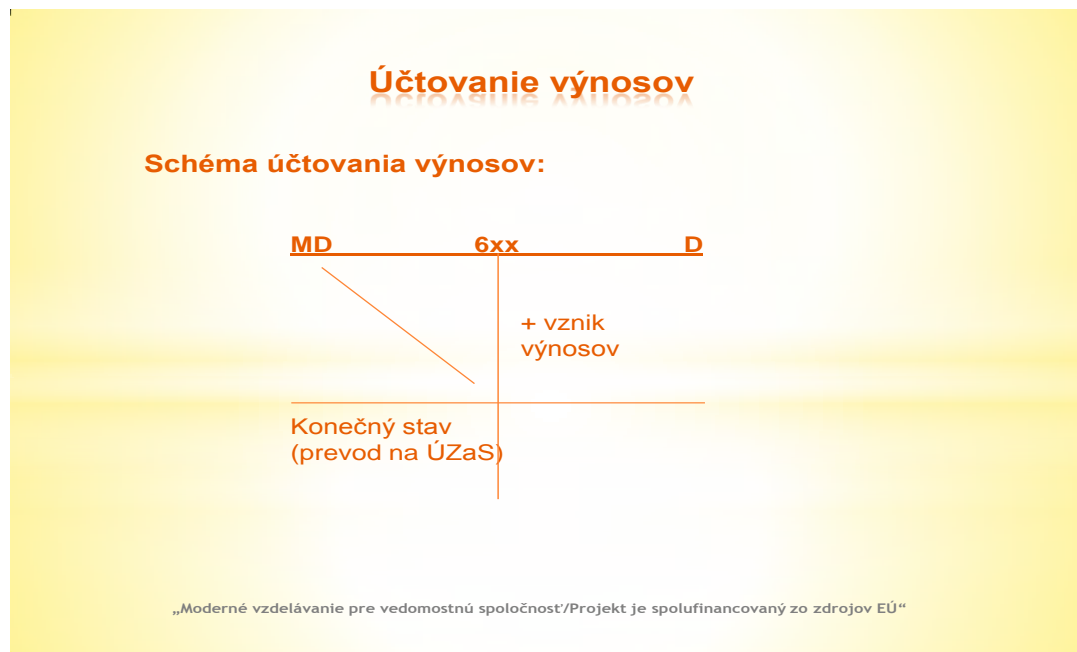 Účtovanie výnosov
Schéma účtovania výnosov:
MD 6xx D
+ vznik
výnosov
Konečný stav
(prevod na ÚZaS)
„Moderné vzdelávanie pre vedomostnú spoločnosť/Projekt je spolufinancovaný zo zdrojov EÚ“